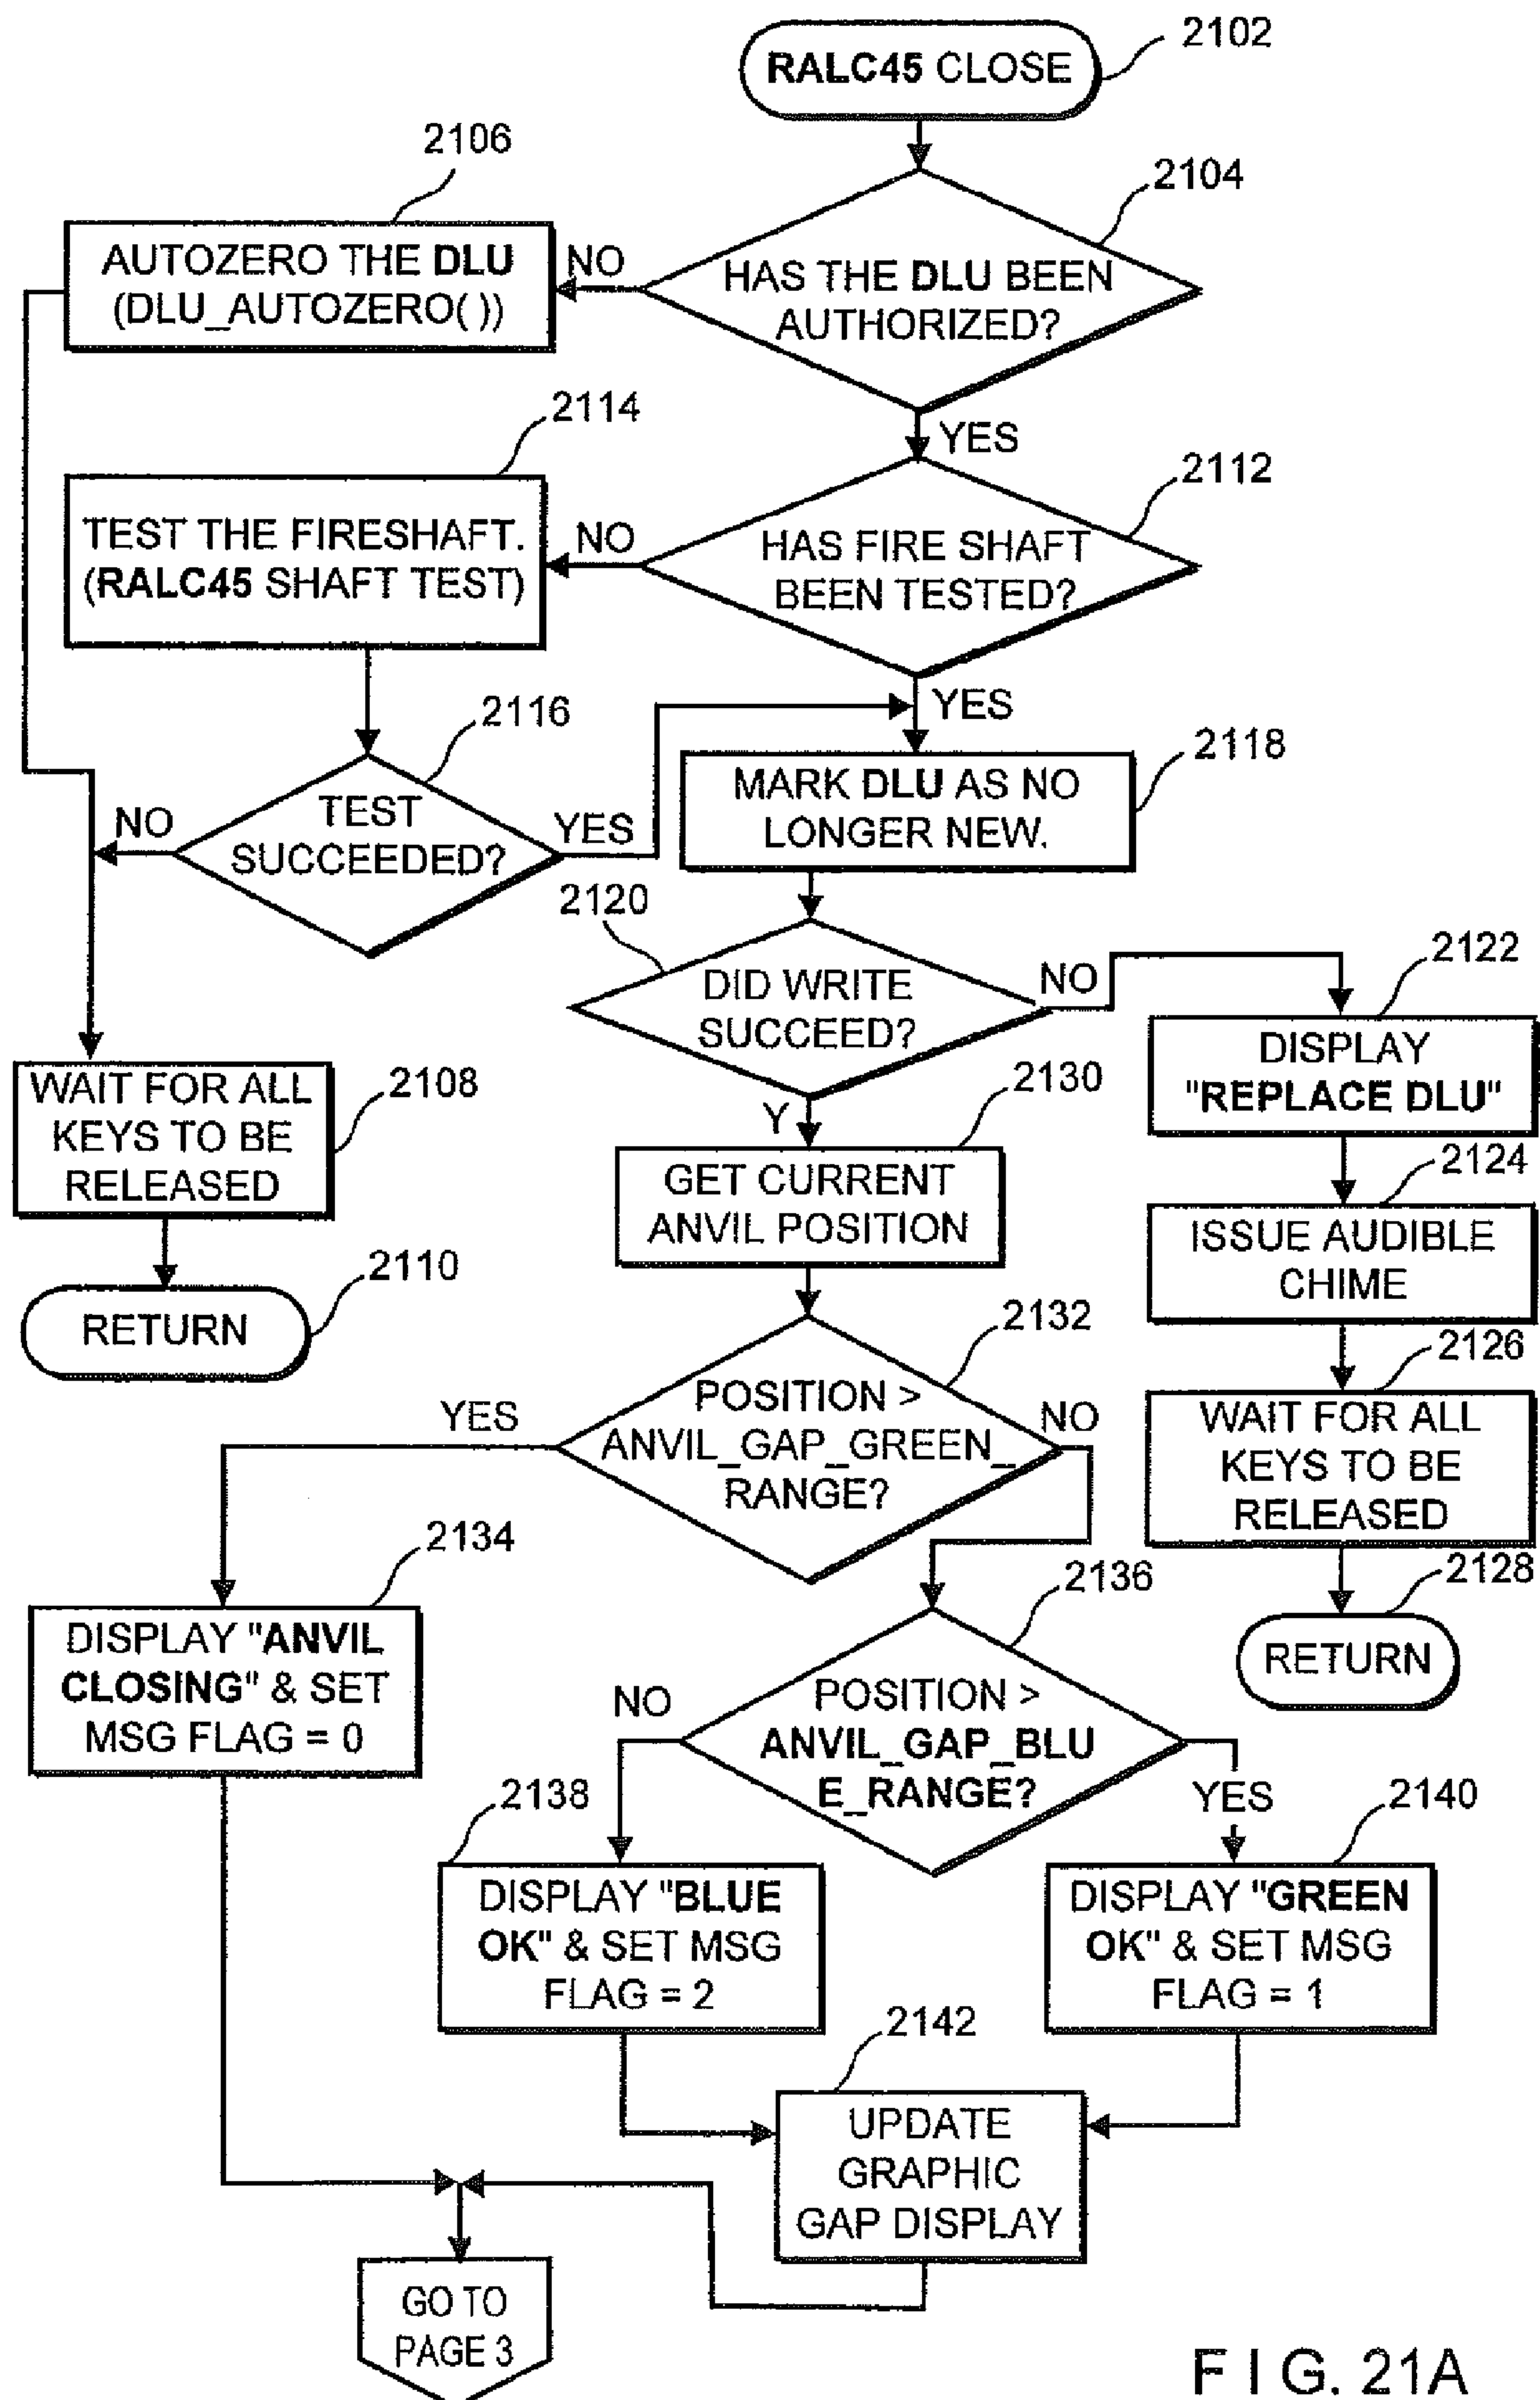 RALC45 CLOSE
2102
2106
2104
AUTOZERO THE DLU
(DLU_AUTOZERO( ))
NO
HAS THE DLU BEEN
AUTHORIZED?
2114
YES
2112
TEST THE FIRESHAFT.
(RALC45 SHAFT TEST)
NO
HAS FIRE SHAFT
BEEN TESTED?
2116
YES
2118
MARK DLU AS NO
LONGER NEW.
NO
TEST
SUCCEEDED?
YES
2120
DID WRITE
SUCCEED?
NO
2122
DISPLAY
"REPLACE DLU"
WAIT FOR ALL
KEYS TO BE
RELEASED
2108
Y
2130
GET CURRENT
ANVIL POSITION
2124
ISSUE AUDIBLE
CHIME
2110
RETURN
2132
2126
YES
POSITION >
ANVIL_GAP_GREEN_
RANGE?
NO
WAIT FOR ALL
KEYS TO BE
RELEASED
2134
2136
2128
DISPLAY "ANVIL
CLOSING" & SET
MSG FLAG = 0
RETURN
NO
POSITION >
ANVIL_GAP_BLU
E_RANGE?
YES
2138
2140
DISPLAY "BLUE
OK" & SET MSG
FLAG = 2
DISPLAY "GREEN
OK" & SET MSG
FLAG = 1
2142
UPDATE
GRAPHIC
GAP DISPLAY
GO TO
PAGE 3
F I G. 21A